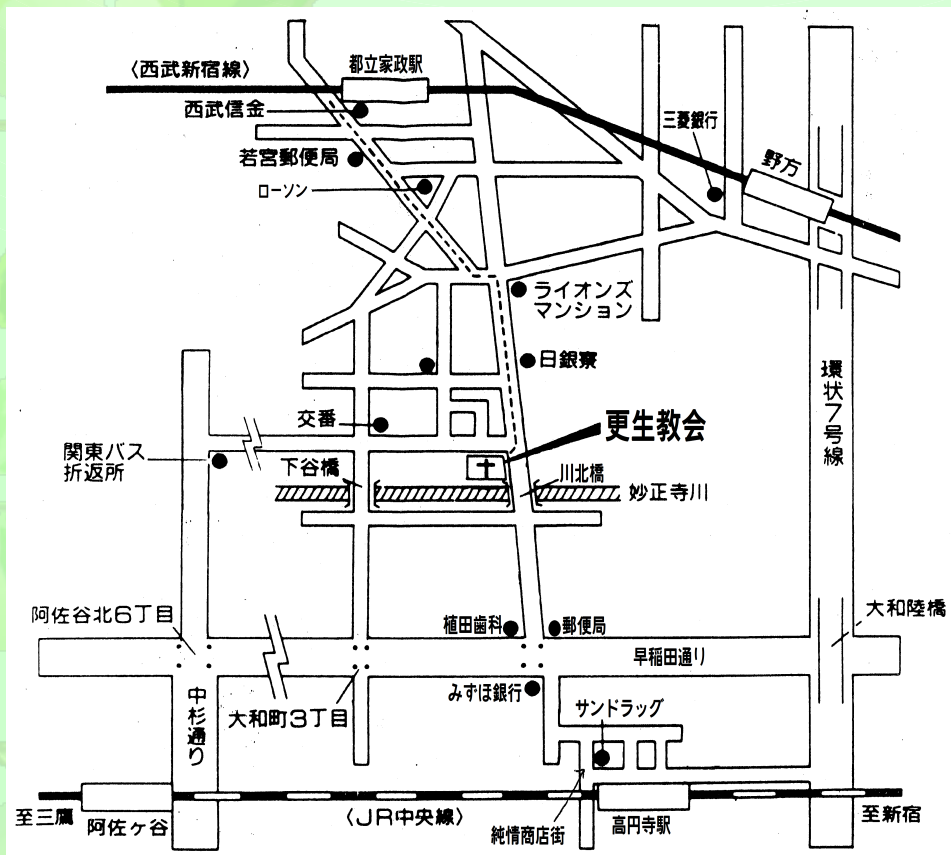 〈西武新宿線〉
都立家政駅
西武信金
三菱銀行
若宮郵便局
野方
ローソン
ライオンズ
マンション
日銀寮
環状7号線
交番
更生教会
関東バス
折返所
下谷橋
川北橋
妙正寺川
阿佐谷北6丁目
植田歯科
郵便局
大和陸橋
早稲田通り
みずほ銀行
中杉通り
大和町3丁目
サンドラッグ
至三鷹
阿佐ヶ谷
〈JR中央線〉
純情商店街
高円寺駅
至新宿